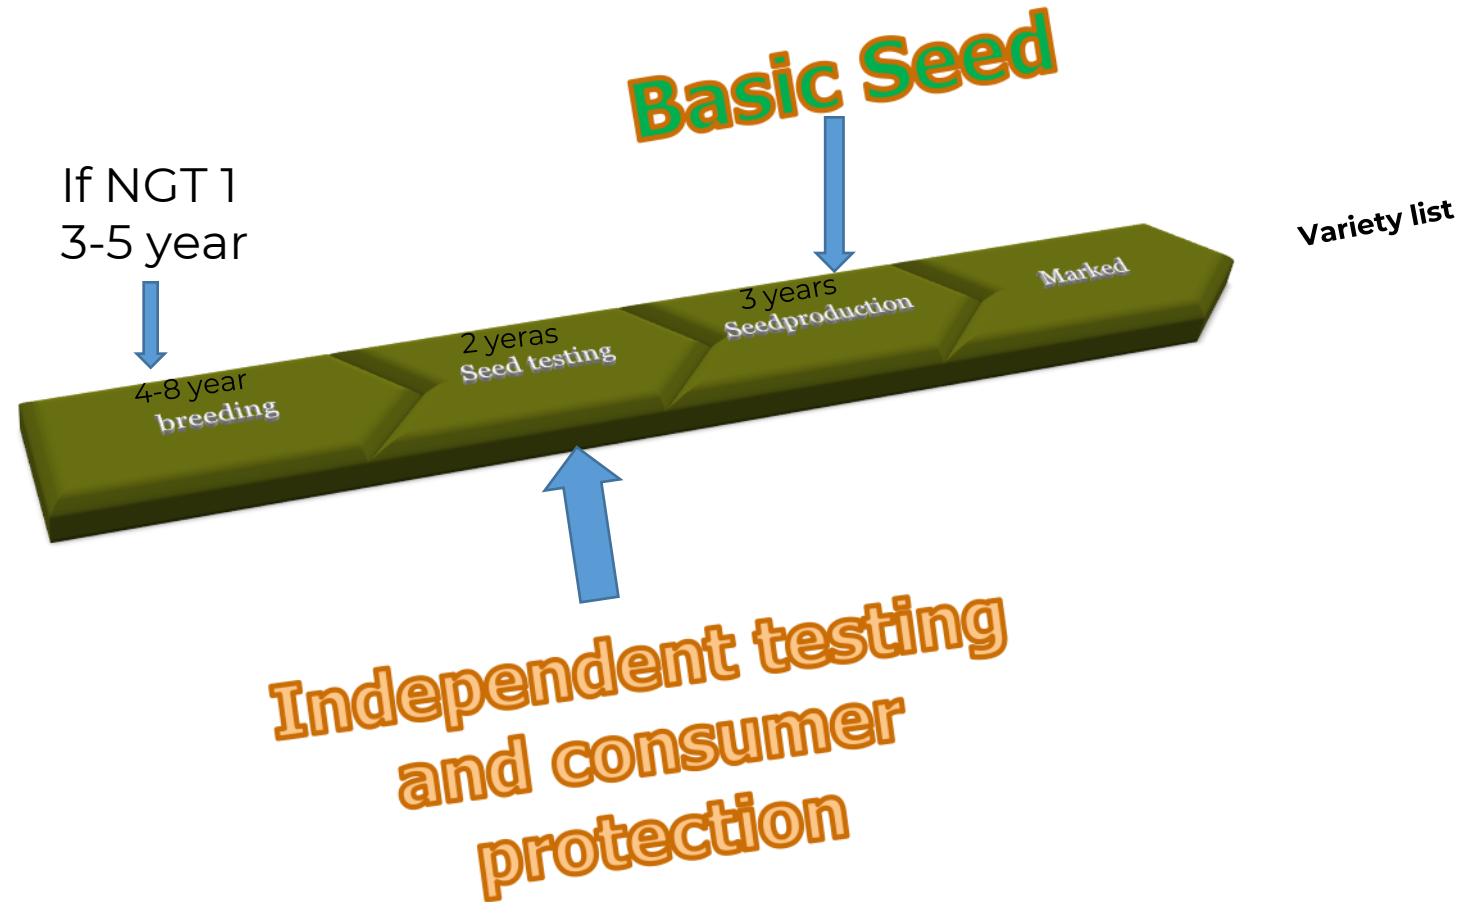 Basic Seed
If NGT 1
3-5 year
Variety list
4-8 year
breeding
2 yeras
Seed testing
3 years
Seedproduction
Marked
Independent testing
and consumer
protection